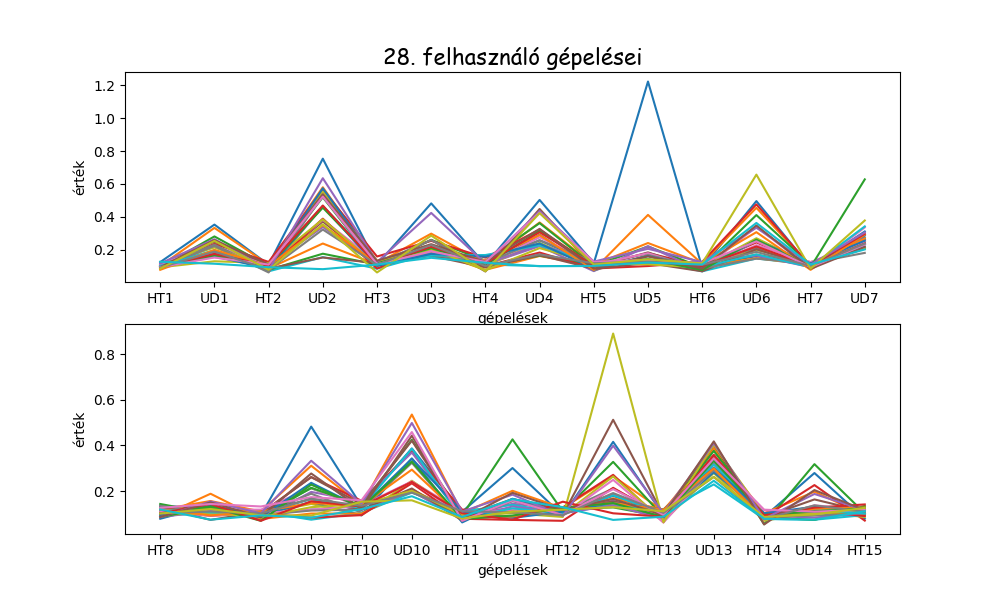 28. felhasználó gépelései
1.2
1.0
0.8
0.6
0.4
0.2
érték
HT1 UD1 HT2 UD2 HT3 UD3 HT4 UD4 HT5 UD5 HT6 UD6 HT7 UD7
gépelések
0.8
0.6
0.4
0.2
érték
HT8 UD8 HT9 UD9 HT10 UD10 HT11 UD11 HT12 UD12 HT13 UD13 HT14 UD14 HT15
gépelések